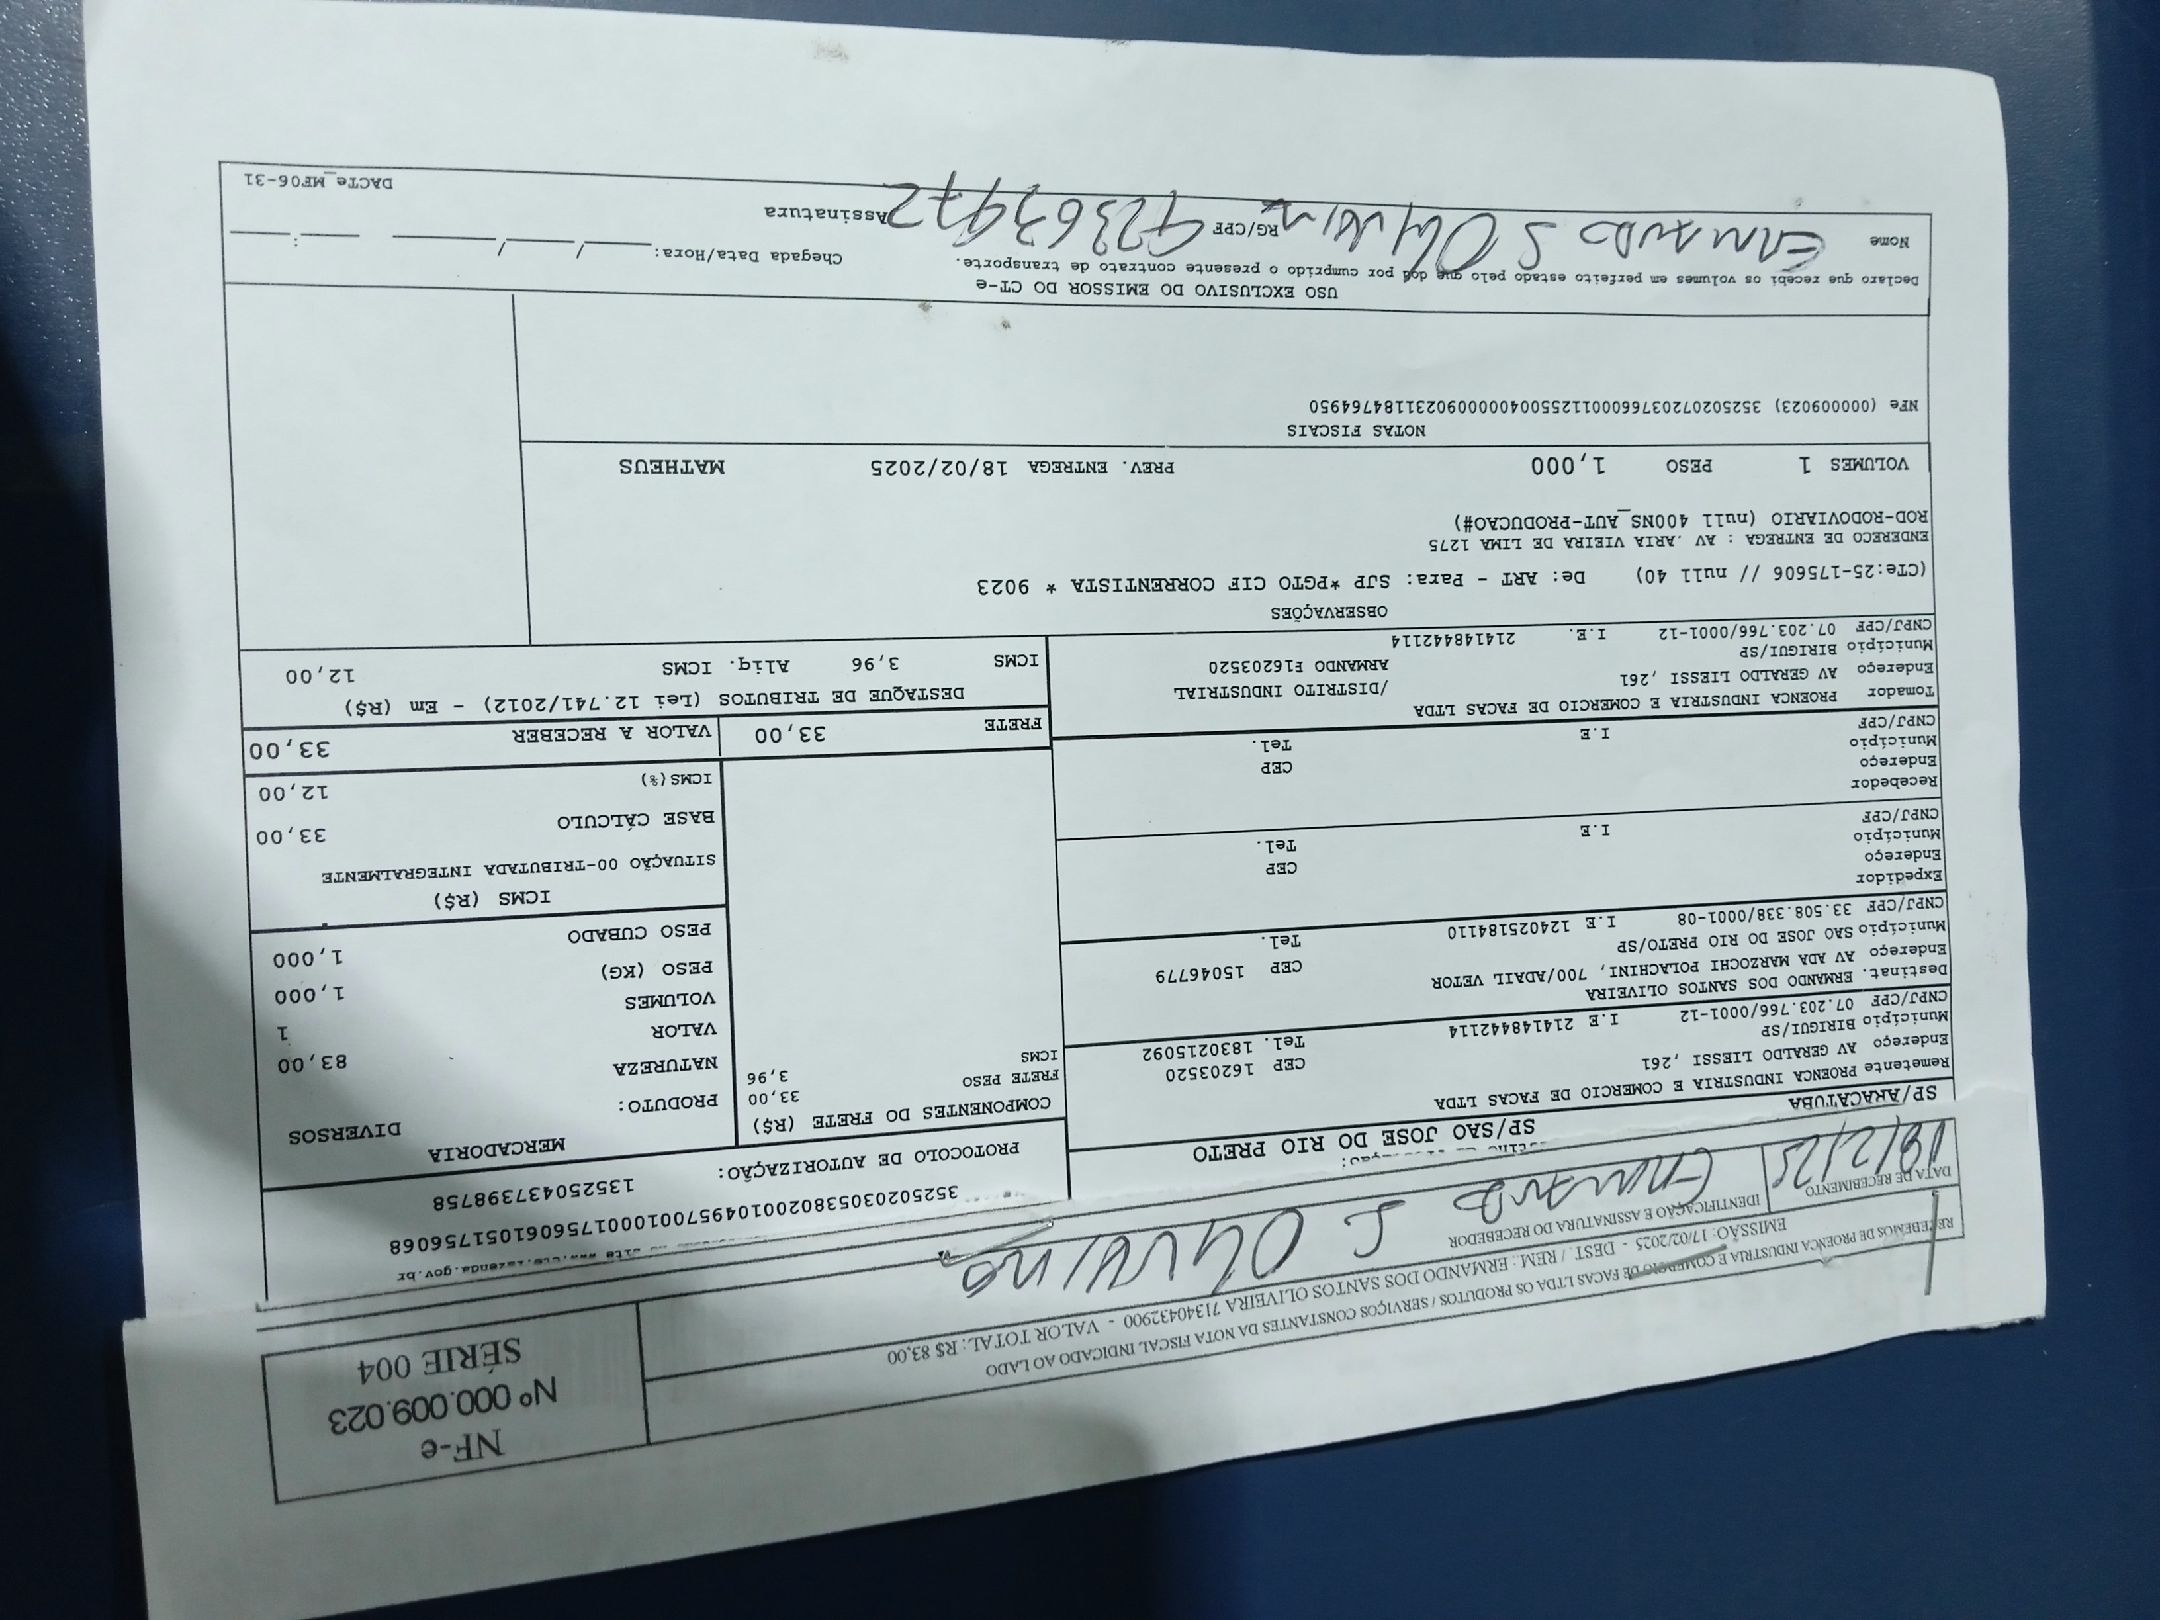 NF-e
Nº 000.009.023
SÉRIE 004
RECEBEMOS DE PROENCA INDUSTRIA E COMERCIO DE FACAS LTDA OS PRODUTOS / SERVIÇOS CONSTANTES DA NOTA FISCAL INDICADO AO LADO
EMISSÃO: 17/02/2025 - DEST. / REM.: ERMANDO DOS SANTOS OLIVEIRA 71340432900 - VALOR TOTAL: R$ 83,00
DATA DE RECEBIMENTO
IDENTIFICAÇÃO E ASSINATURA DO RECEBEDOR
/2/25
ERMANDO S. Oliveira
35250203053802001049570010001756061051756068
PROTOCOLO DE AUTORIZAÇÃO: 135250437398758
SP/ARACATUBA
SP/SAO JOSE DO RIO PRETO
Remetente PROENCA INDUSTRIA E COMERCIO DE FACAS LTDA
Endereço AV GERALDO LIESSI ,261 CEP 16203520
Município BIRIGUI/SP Tel. 1830215092
CNPJ/CPF 07.203.766/0001-12 I.E 214148442114
Destinat. ERMANDO DOS SANTOS OLIVEIRA
Endereço AV ADA MARZOCHI POLACHINI, 700/ADAIL VETOR CEP 15046779
Município SAO JOSE DO RIO PRETO/SP Tel.
CNPJ/CPF 33.508.338/0001-08 I.E 124025184110
Expedidor
Endereço CEP
Município Tel.
CNPJ/CPF I.E
Recebedor
Endereço CEP
Município Tel.
CNPJ/CPF I.E
Tomador PROENCA INDUSTRIA E COMERCIO DE FACAS LTDA
Endereço AV GERALDO LIESSI ,261 /DISTRITO INDUSTRIAL
Município BIRIGUI/SP ARMANDO F16203520
CNPJ/CPF 07.203.766/0001-12 I.E. 214148442114
COMPONENTES DO FRETE (R$)
FRETE PESO 33,00
ICMS 3,96
MERCADORIA
PRODUTO: DIVERSOS
NATUREZA 83,00
VALOR 1
VOLUMES 1,000
PESO (KG) 1,000
PESO CUBADO
ICMS (R$)
SITUAÇÃO 00-TRIBUTADA INTEGRALMENTE
BASE CÁLCULO 33,00
ICMS(%) 12,00
FRETE 33,00 VALOR A RECEBER 33,00
DESTAQUE DE TRIBUTOS (Lei 12.741/2012) - Em (R$)
ICMS 3,96 Aliq. ICMS 12,00
OBSERVAÇÕES
(CTe:25-175606 // null 40) De: ART - Para: SJP *PGTO CIF CORRENTISTA * 9023
ENDERECO DE ENTREGA : AV .ARIA VIEIRA DE LIMA 1275
ROD-RODOVIARIO (null 400NS_AUT-PRODUCAO#)
VOLUMES 1 PESO 1,000 PREV. ENTREGA 18/02/2025 MATHEUS
NOTAS FISCAIS
NFe (000009023) 35250207203766000112550040000090231184764950
USO EXCLUSIVO DO EMISSOR DO CT-e
Declaro que recebi os volumes em perfeito estado pelo que dou por cumprido o presente contrato de transporte.
Chegada Data/Hora: ____/____/____ ___:___
Nome ERMANDO S Oliveira RG/CPF 423637972 Assinatura
DACTe_MF06-31